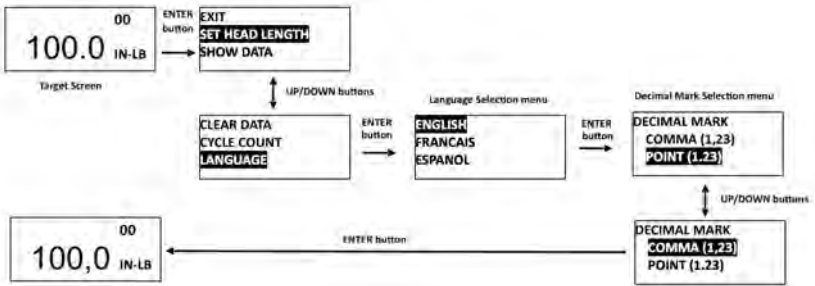 00
100.0 IN-LB
Target Screen
ENTER
button
EXIT
SET HEAD LENGTH
SHOW DATA
UP/DOWN buttons
CLEAR DATA
CYCLE COUNT
LANGUAGE
ENTER
button
Language Selection menu
ENGLISH
FRANCAIS
ESPANOL
ENTER
button
Decimal Mark Selection menu
DECIMAL MARK
COMMA (1,23)
POINT (1.23)
UP/DOWN buttons
DECIMAL MARK
COMMA (1,23)
POINT (1.23)
ENTER button
00
100,0 IN-LB